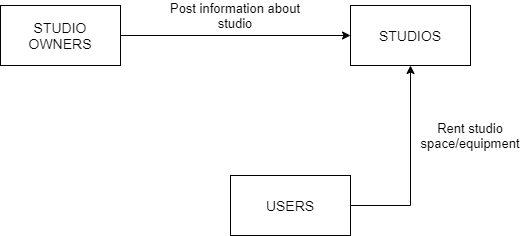 Post information about
studio
STUDIO
OWNERS
STUDIOS
Rent studio
space/equipment
USERS